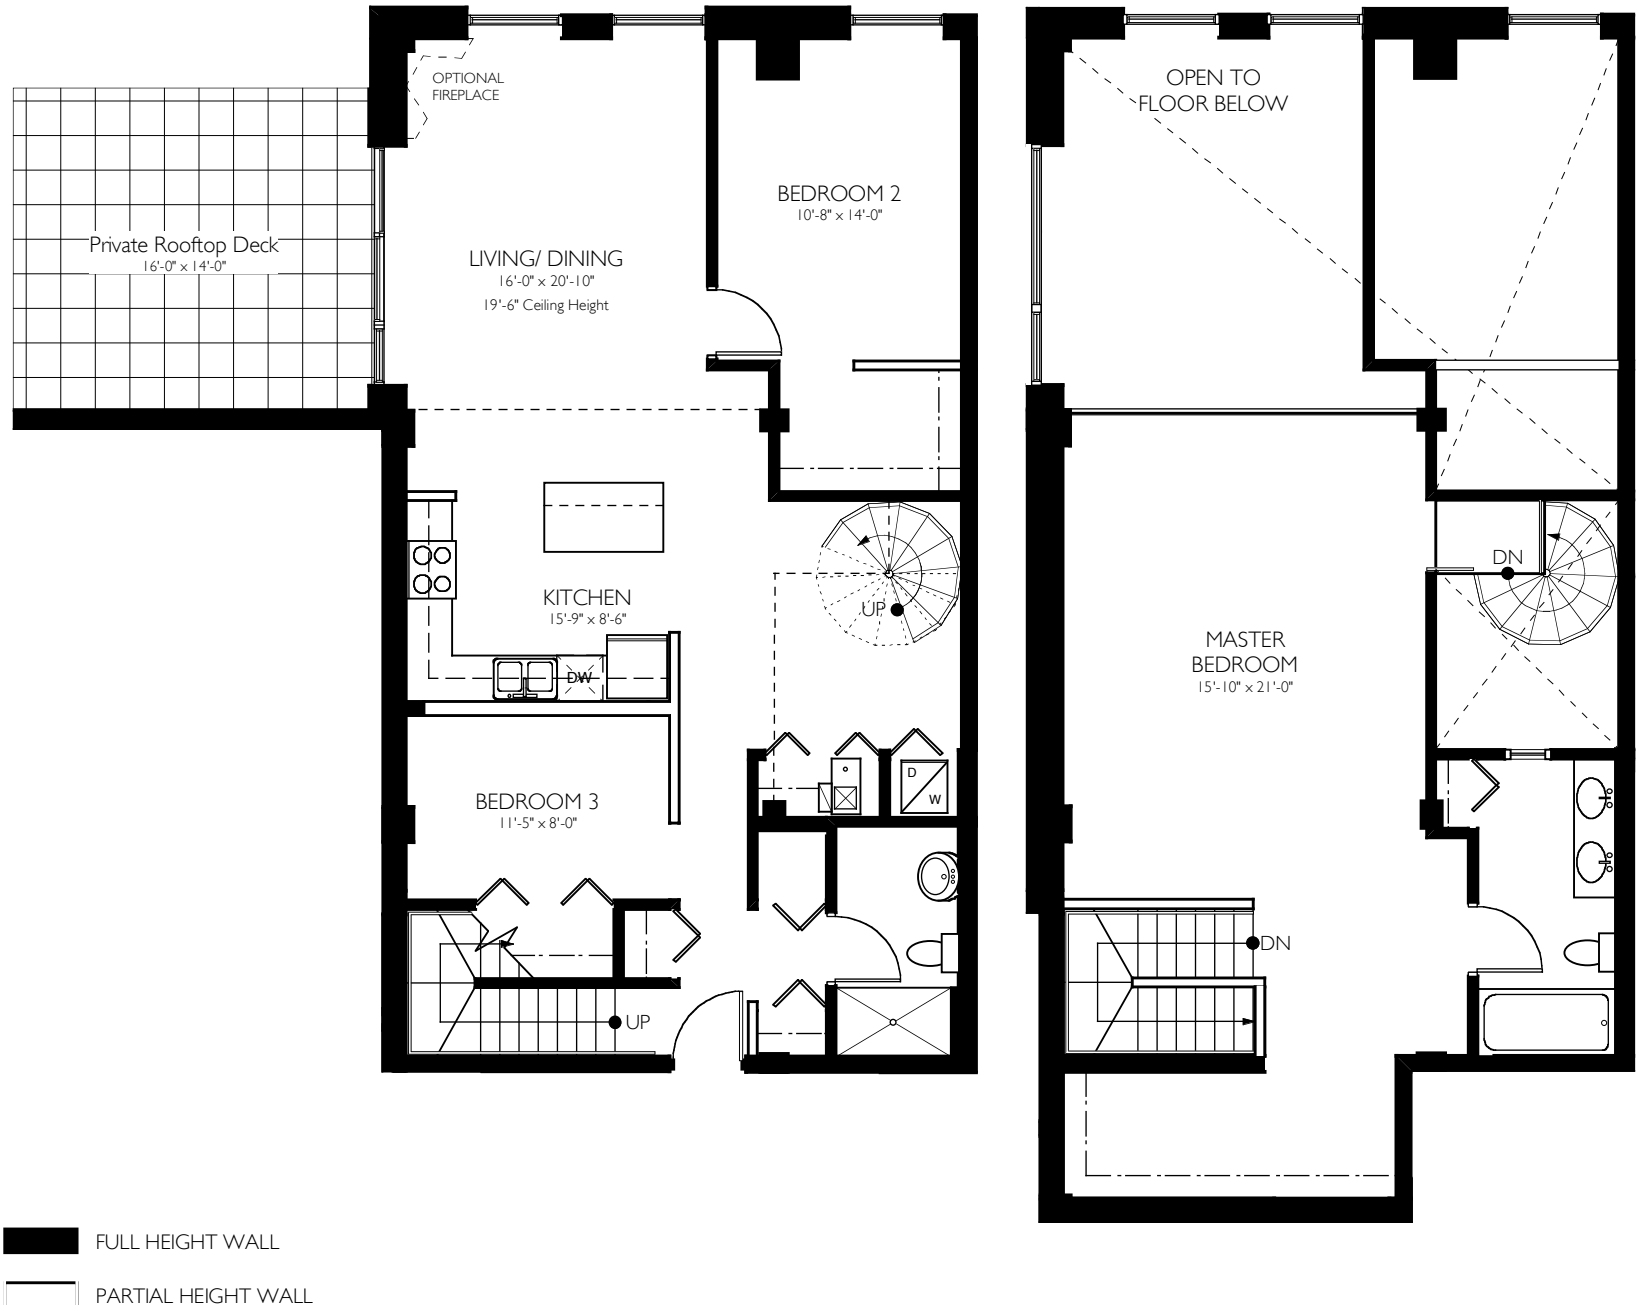 OPTIONAL
FIREPLACE
Private Rooftop Deck
16'-0" x 14'-0"
LIVING/ DINING
16'-0" x 20'-10"
19'-6" Ceiling Height
BEDROOM 2
10'-8" x 14'-0"
KITCHEN
15'-9" x 8'-6"
DW
UP
D
W
BEDROOM 3
11'-5" x 8'-0"
UP
OPEN TO
FLOOR BELOW
DN
MASTER
BEDROOM
15'-10" x 21'-0"
DN
FULL HEIGHT WALL
PARTIAL HEIGHT WALL